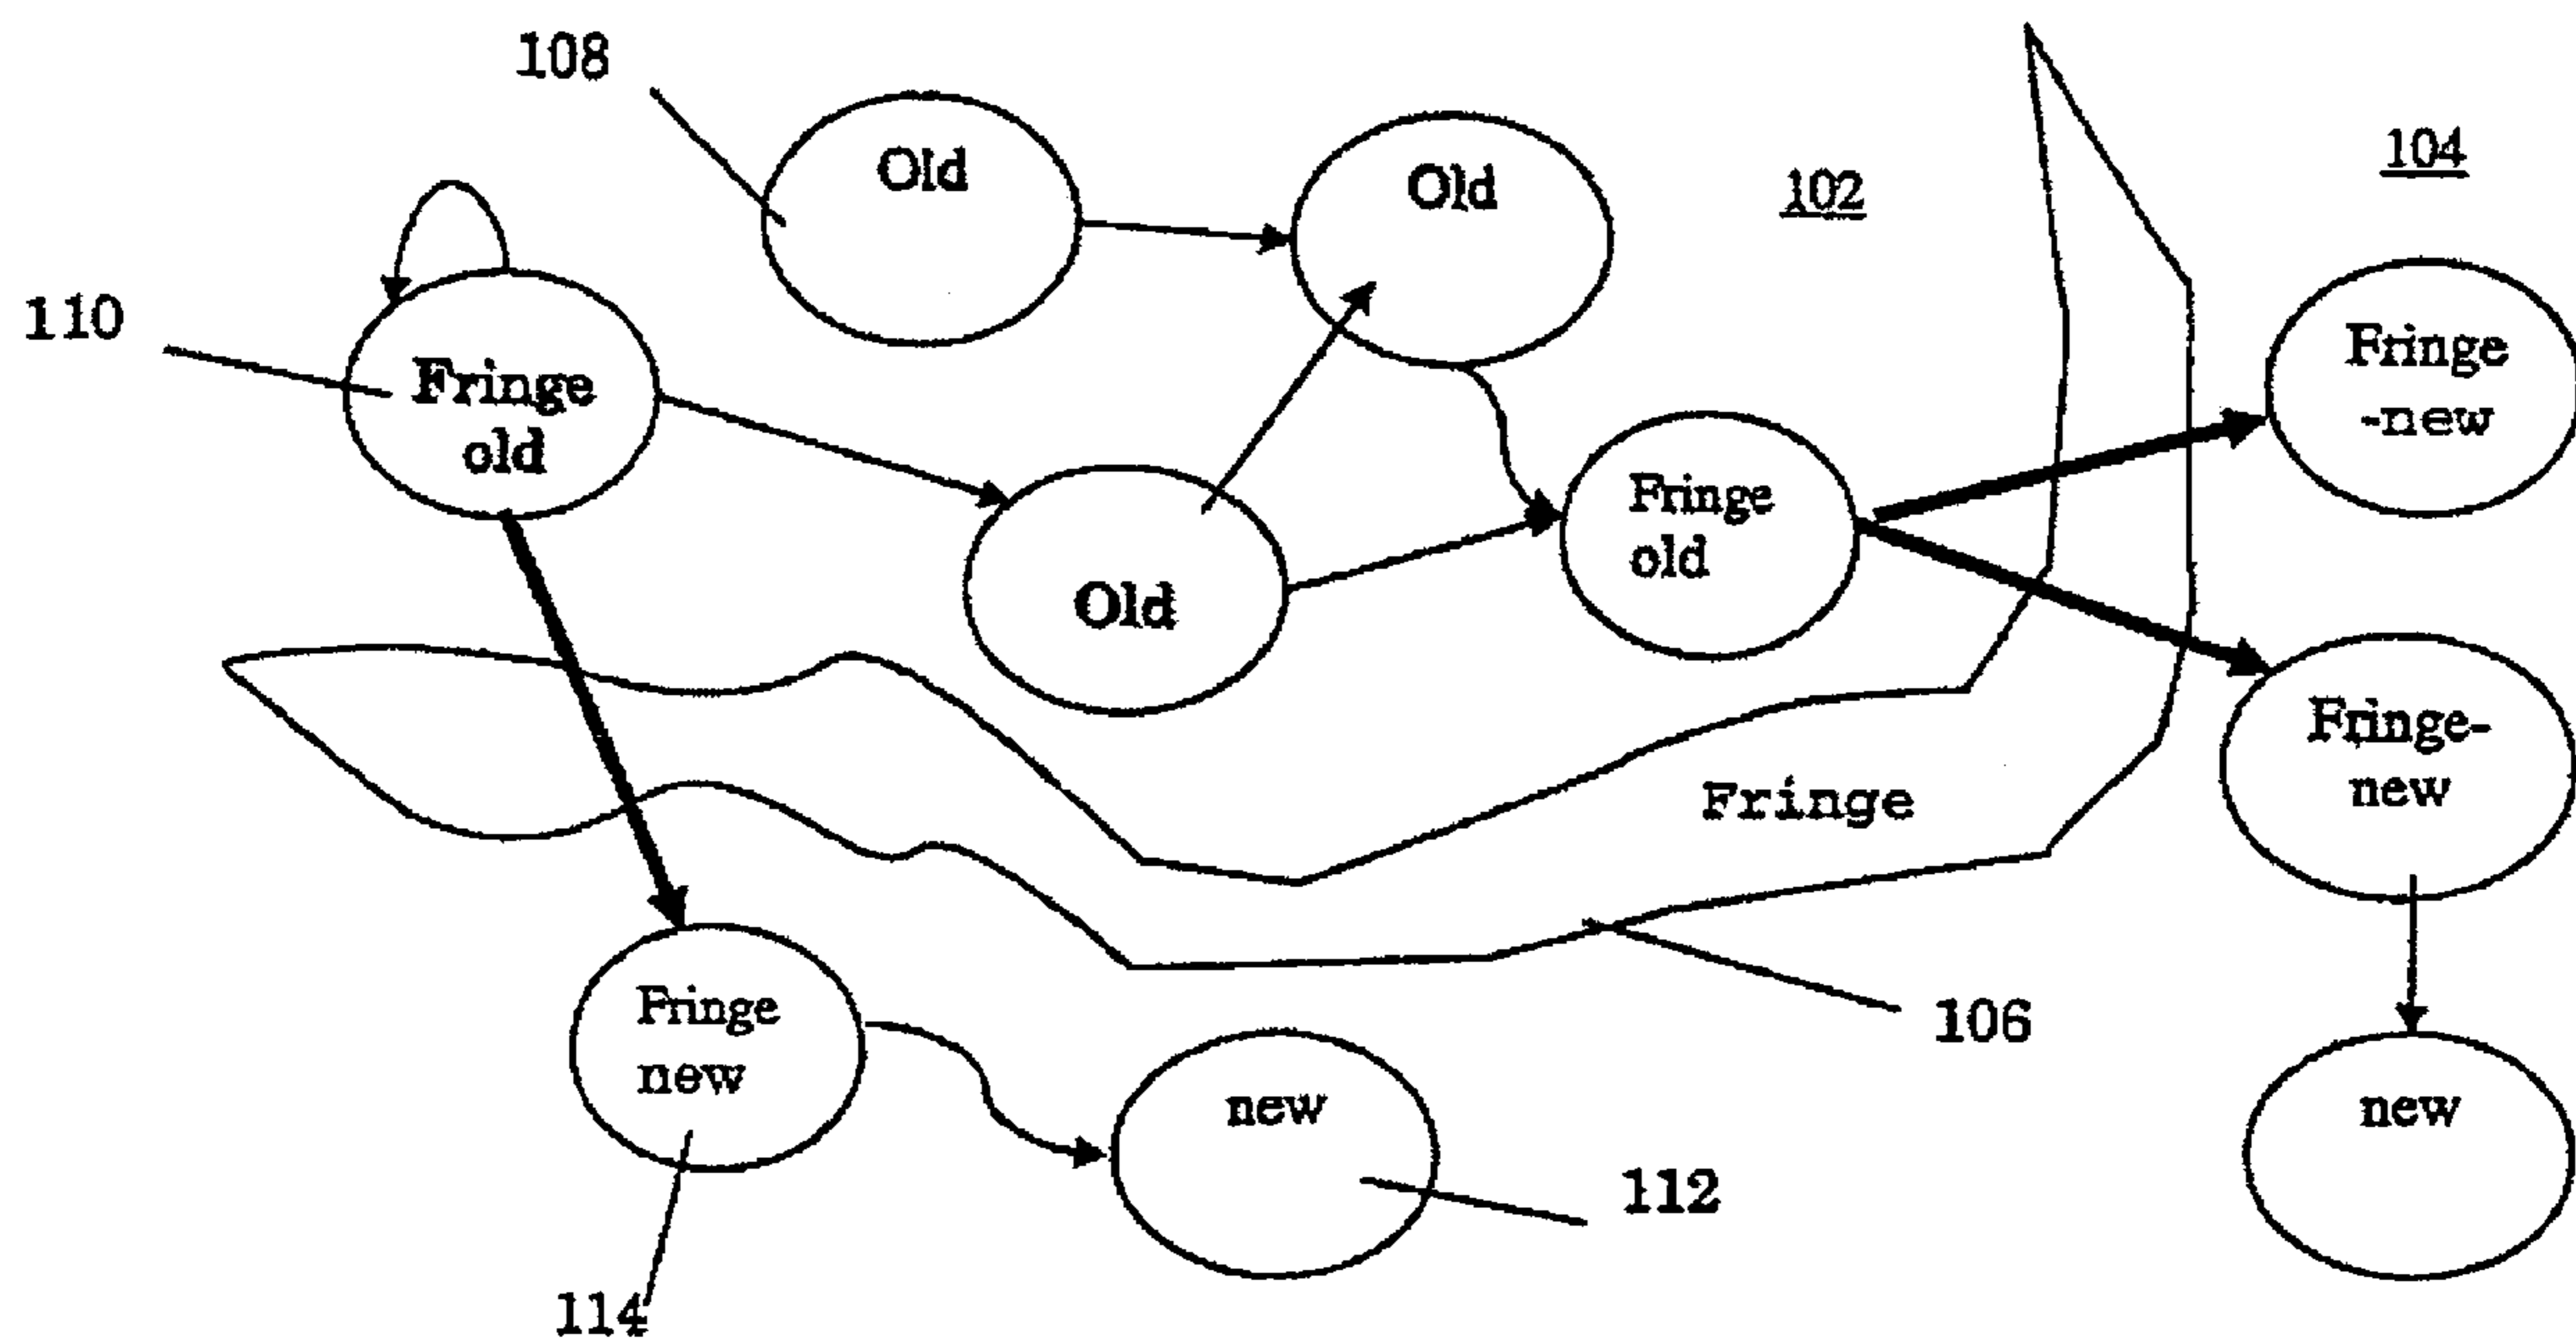 108
Old
Old
102
104
110
Fringe
old
Fringe
-new
Fringe
old
Old
Fringe-
new
Fringe
Fringe
new
106
new
new
112
114